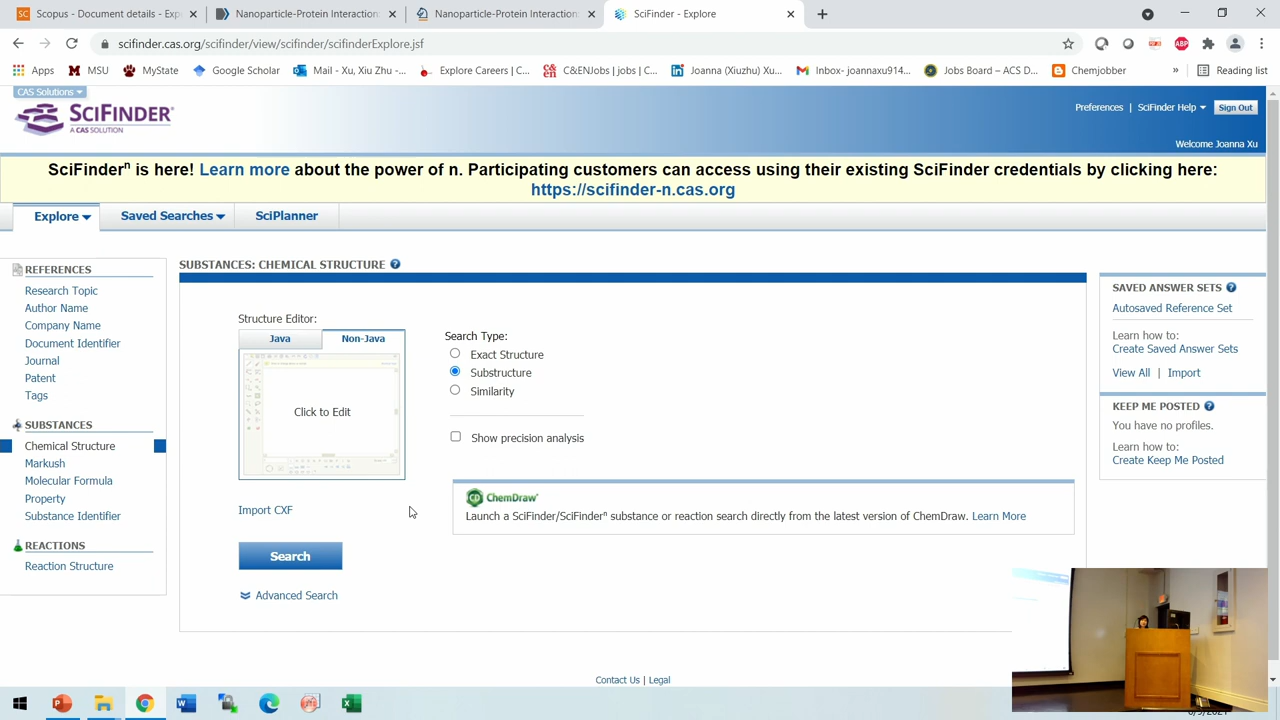 Scopus - Document details - Exp
Nanoparticle-Protein Interaction
Nanoparticle-Protein Interaction
SciFinder - Explore
scifinder.cas.org/scifinder/view/scifinder/scifinderExplore.jsf
ABP
Apps
MSU
MyState
Google Scholar
Mail - Xu, Xiu Zhu -...
Explore Careers | C...
C&ENJobs | jobs | C...
Joanna (Xiuzhu) Xu...
Inbox- joannaxu914...
Jobs Board – ACS D...
Chemjobber
»
Reading list
CAS Solutions
SCIFINDER
A CAS SOLUTION
Preferences | SciFinder Help
Sign Out
Welcome Joanna Xu
SciFinderⁿ is here! Learn more about the power of n. Participating customers can access using their existing SciFinder credentials by clicking here:
https://scifinder-n.cas.org
Explore
Saved Searches
SciPlanner
REFERENCES
Research Topic
Author Name
Company Name
Document Identifier
Journal
Patent
Tags
SUBSTANCES
Chemical Structure
Markush
Molecular Formula
Property
Substance Identifier
REACTIONS
Reaction Structure
SUBSTANCES: CHEMICAL STRUCTURE ?
Structure Editor:
Java
Non-Java
Click to Edit
Import CXF
Search
Advanced Search
Search Type:
Exact Structure
Substructure
Similarity
Show precision analysis
ChemDraw
Launch a SciFinder/SciFinderⁿ substance or reaction search directly from the latest version of ChemDraw. Learn More
SAVED ANSWER SETS ?
Autosaved Reference Set
Learn how to:
Create Saved Answer Sets
View All | Import
KEEP ME POSTED ?
You have no profiles.
Learn how to:
Create Keep Me Posted
Contact Us | Legal